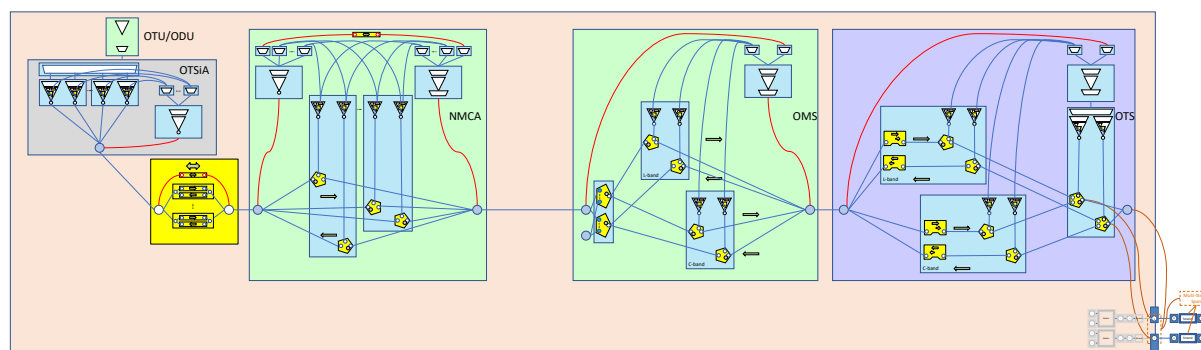 OTU/ODU
OTSiA
NMCA
OMS
OTS
L-band
C-band
L-band
C-band